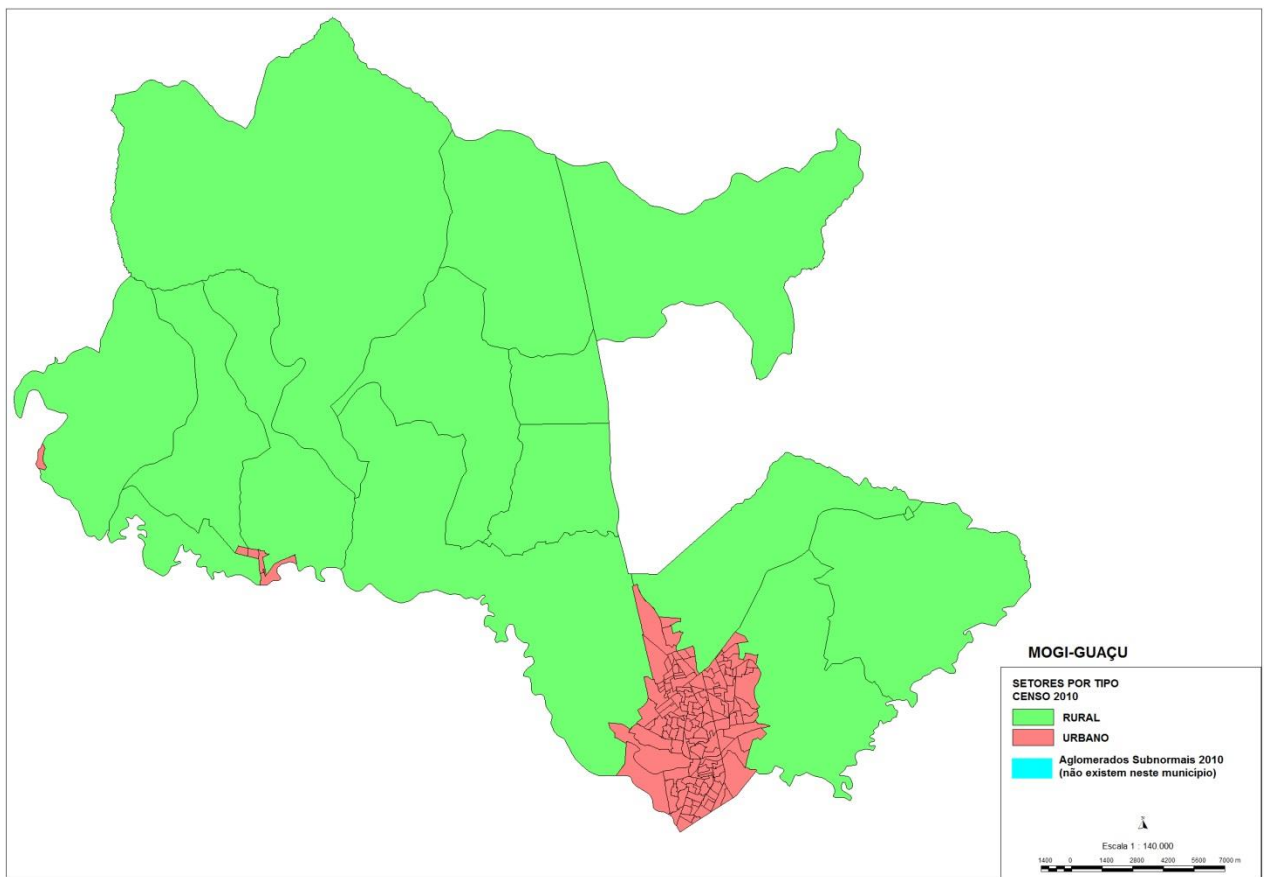 MOGI-GUAÇU
SETORES POR TIPO
CENSO 2010
RURAL
URBANO
Aglomerados Subnormais 2010
(não existem neste município)
Escala 1 : 140.000
1400 0 1400 2800 4200 5600 7000 m